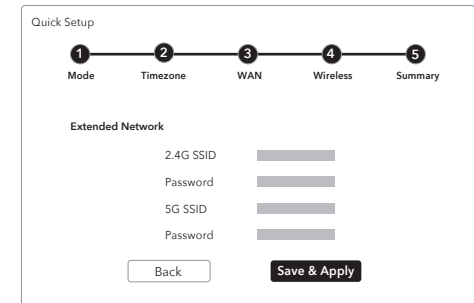 Quick Setup
1 2 3 4 5
Mode Timezone WAN Wireless Summary
Extended Network
2.4G SSID
Password
5G SSID
Password
Back Save & Apply